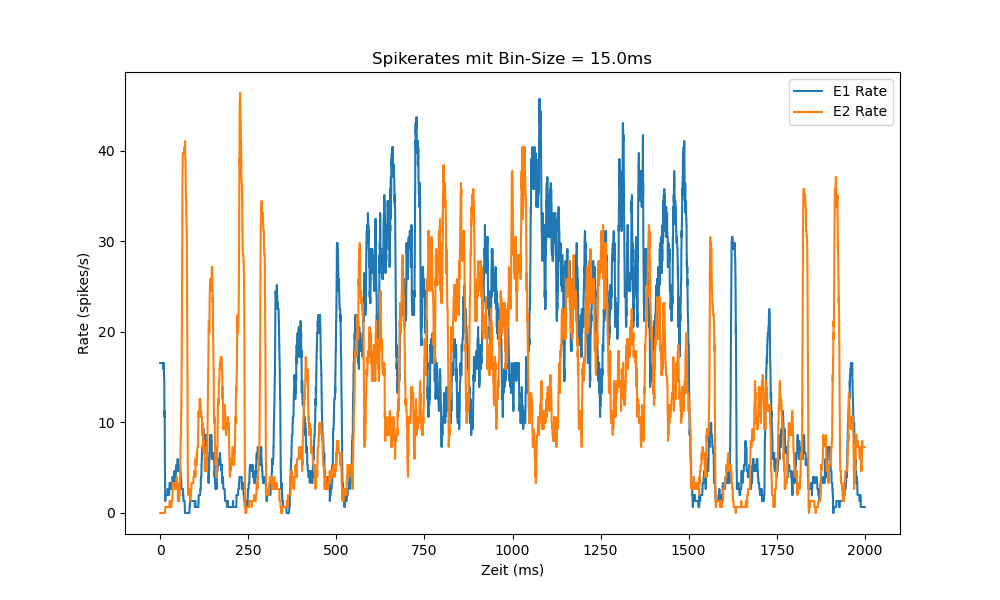 Spikerates mit Bin-Size = 15.0ms
E1 Rate
E2 Rate
40
30
20
10
0
Rate (spikes/s)
0 250 500 750 1000 1250 1500 1750 2000
Zeit (ms)